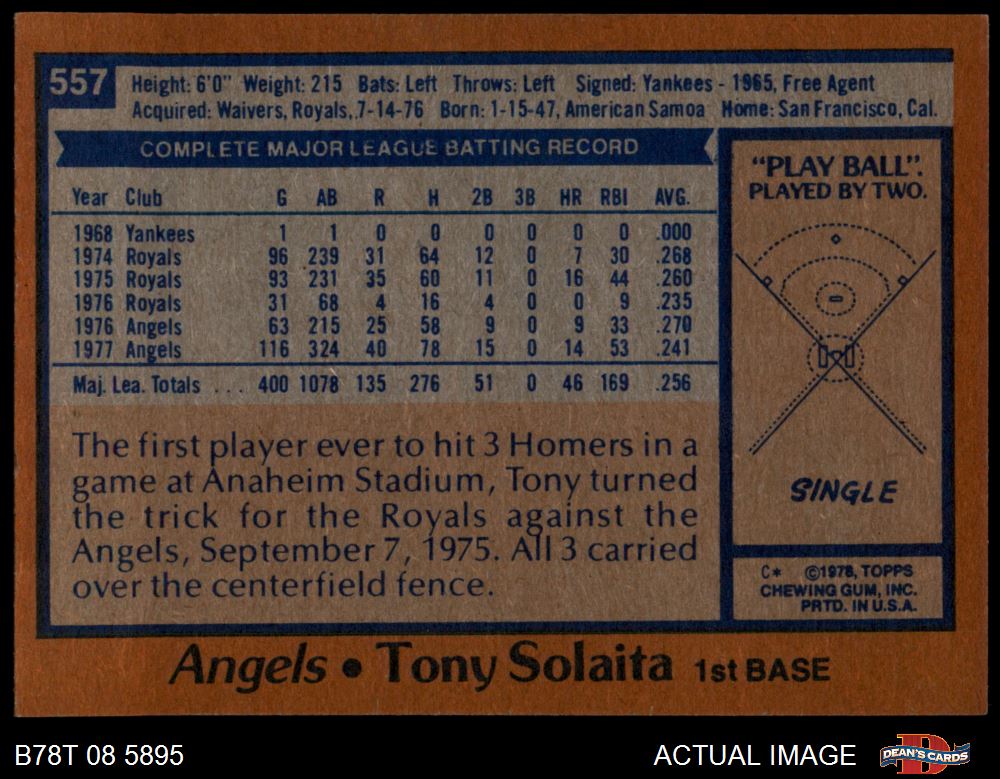 557
Height: 6'0" Weight: 215 Bats: Left Throws: Left Signed: Yankees - 1965, Free Agent
Acquired: Waivers, Royals, 7-14-76 Born: 1-15-47, American Samoa Home: San Francisco, Cal.
COMPLETE MAJOR LEAGUE BATTING RECORD
Year Club G AB R H 2B 3B HR RBI AVG.
1968 Yankees 1 1 0 0 0 0 0 0 .000
1974 Royals 96 239 31 64 12 0 7 30 .268
1975 Royals 93 231 35 60 11 0 16 44 .260
1976 Royals 31 68 4 16 4 0 0 9 .235
1976 Angels 63 215 25 58 9 0 9 33 .270
1977 Angels 116 324 40 78 15 0 14 53 .241
Maj. Lea. Totals ... 400 1078 135 276 51 0 46 169 .256
The first player ever to hit 3 Homers in a
game at Anaheim Stadium, Tony turned
the trick for the Royals against the
Angels, September 7, 1975. All 3 carried
over the centerfield fence.
"PLAY BALL".
PLAYED BY TWO.
SINGLE
C* ©1978, TOPPS
CHEWING GUM, INC.
PRTD. IN U.S.A.
Angels • Tony Solaita 1st BASE
B78T 08 5895
ACTUAL IMAGE
D
DEAN'S CARDS